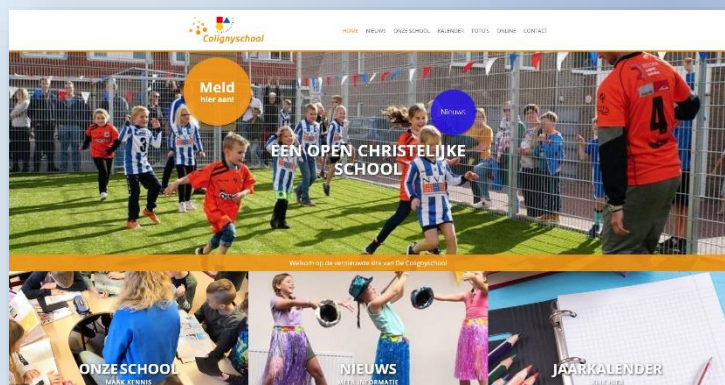 Colignyschool
HOME NIEUWS ONZE SCHOOL KALENDER FOTO'S ONLINE CONTACT
Meld
hier aan!
Nieuws
4
EEN OPEN CHRISTELIJKE
SCHOOL
Welkom op de vernieuwde site van De Colignyschool
ONZE SCHOOL
MAAK KENNIS
NIEUWS
MEER INFORMATIE
JAARKALENDER